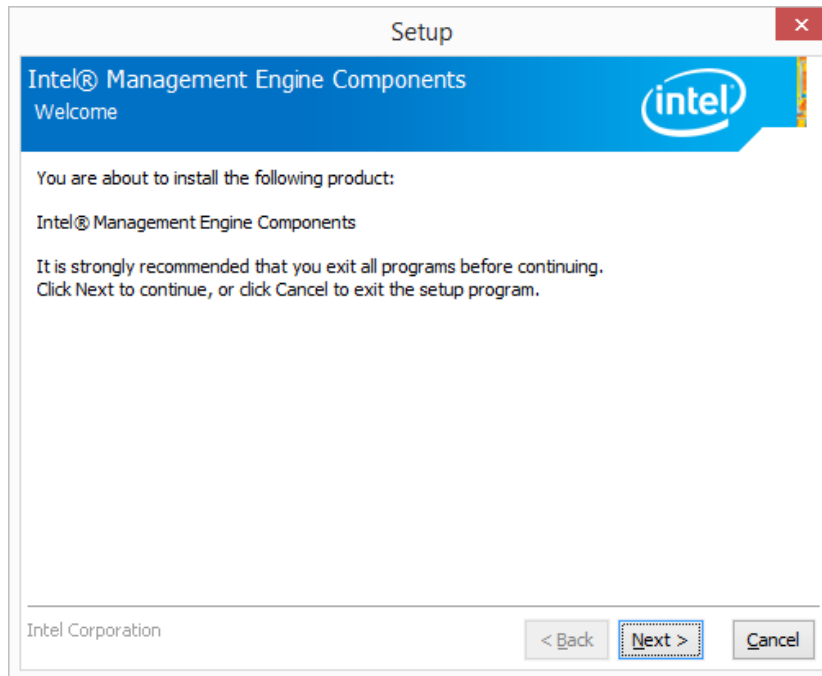 Setup
Intel® Management Engine Components
Welcome
intel
You are about to install the following product:
Intel® Management Engine Components
It is strongly recommended that you exit all programs before continuing.
Click Next to continue, or click Cancel to exit the setup program.
Intel Corporation
< Back
Next >
Cancel